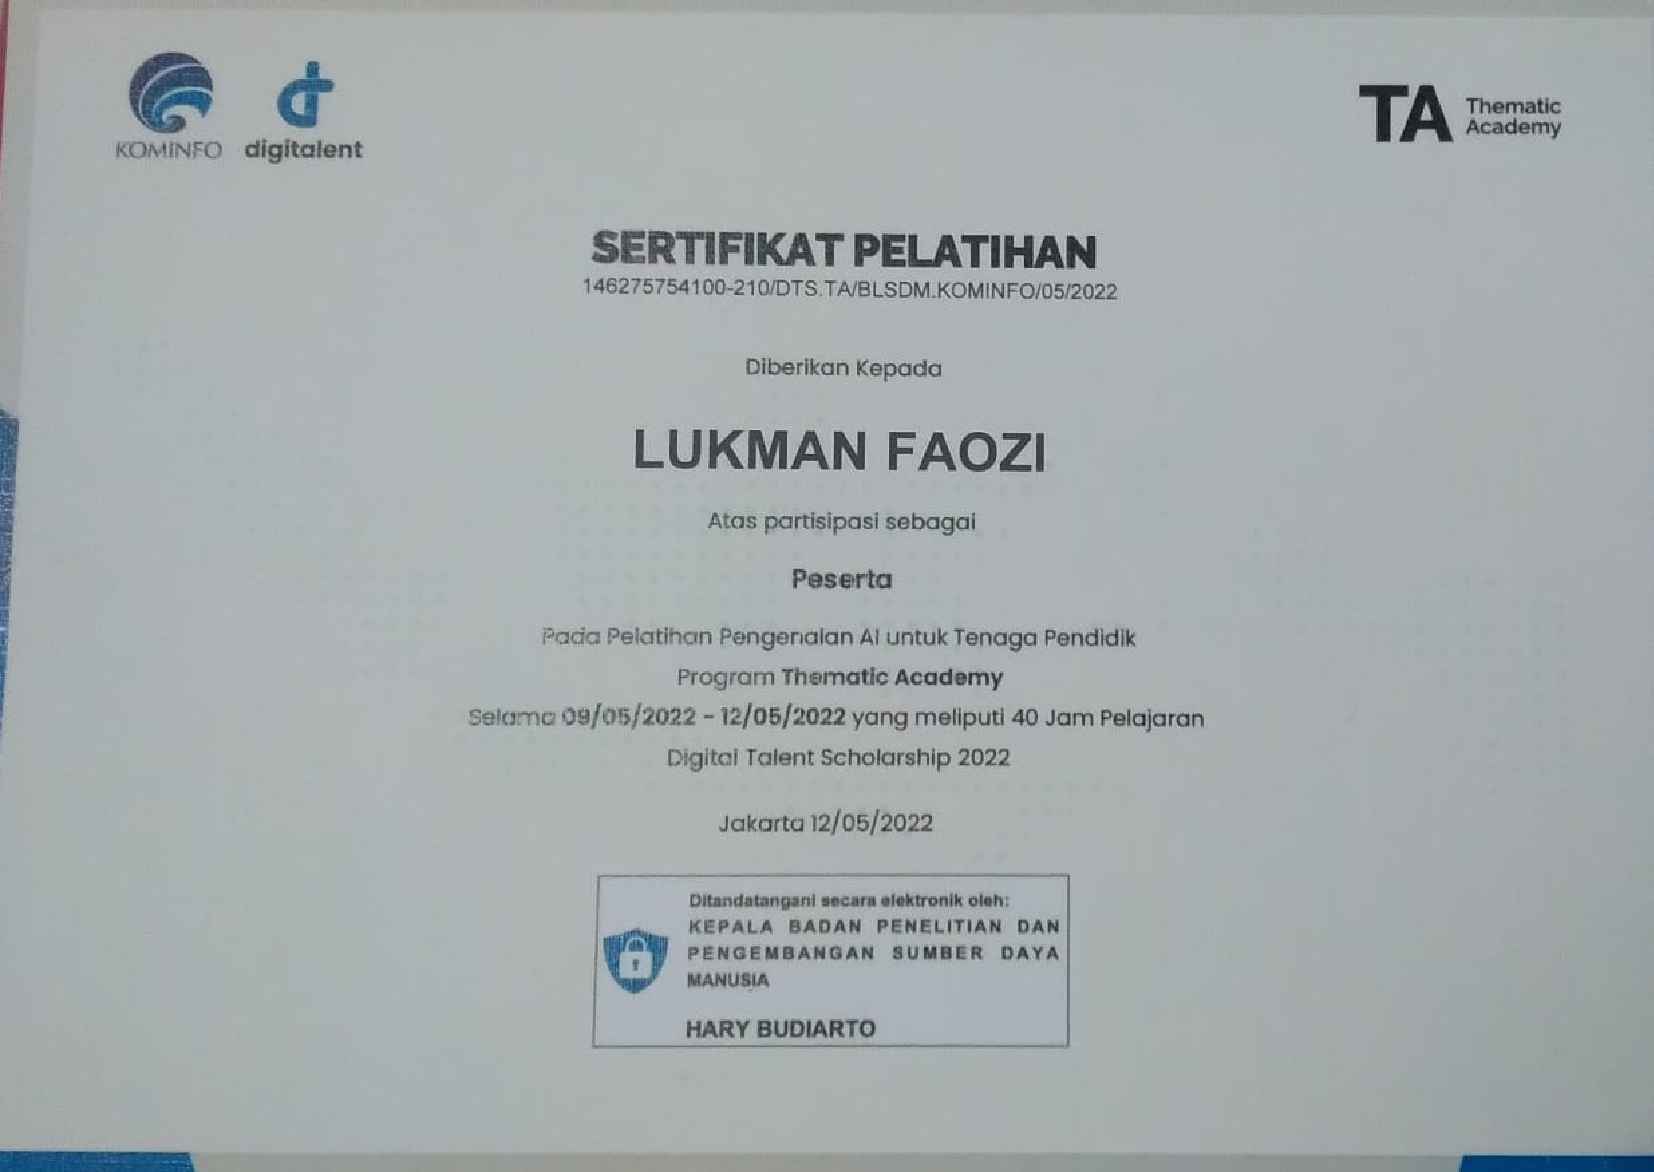 KOMINFO
digitalent
TA Thematic
Academy
SERTIFIKAT PELATIHAN
146275754100-210/DTS.TA/BLSDM.KOMINFO/05/2022
Diberikan Kepada
LUKMAN FAOZI
Atas partisipasi sebagai
Peserta
Pada Pelatihan Pengenalan AI untuk Tenaga Pendidik
Program Thematic Academy
Selama 09/05/2022 - 12/05/2022 yang meliputi 40 Jam Pelajaran
Digital Talent Scholarship 2022
Jakarta 12/05/2022
Ditandatangani secara elektronik oleh:
KEPALA BADAN PENELITIAN DAN
PENGEMBANGAN SUMBER DAYA
MANUSIA
HARY BUDIARTO